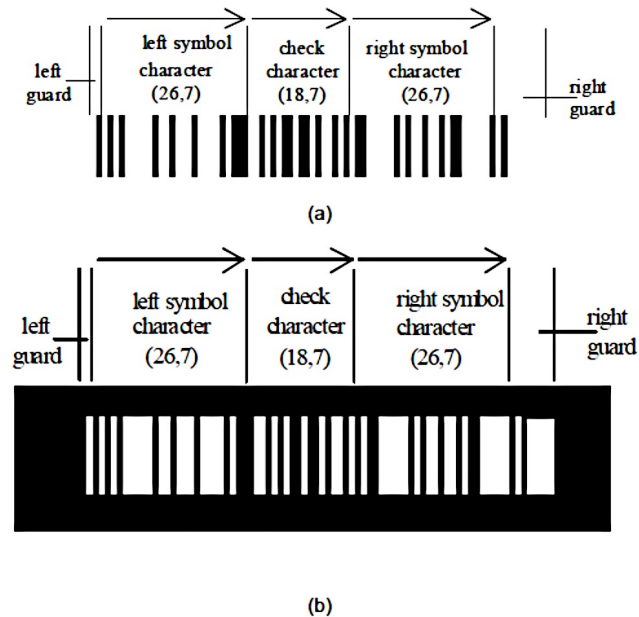 left symbol
character
(26,7)
check
character
(18,7)
right symbol
character
(26,7)
left
guard
right
guard
(a)
left symbol
character
(26,7)
check
character
(18,7)
right symbol
character
(26,7)
left
guard
right
guard
(b)